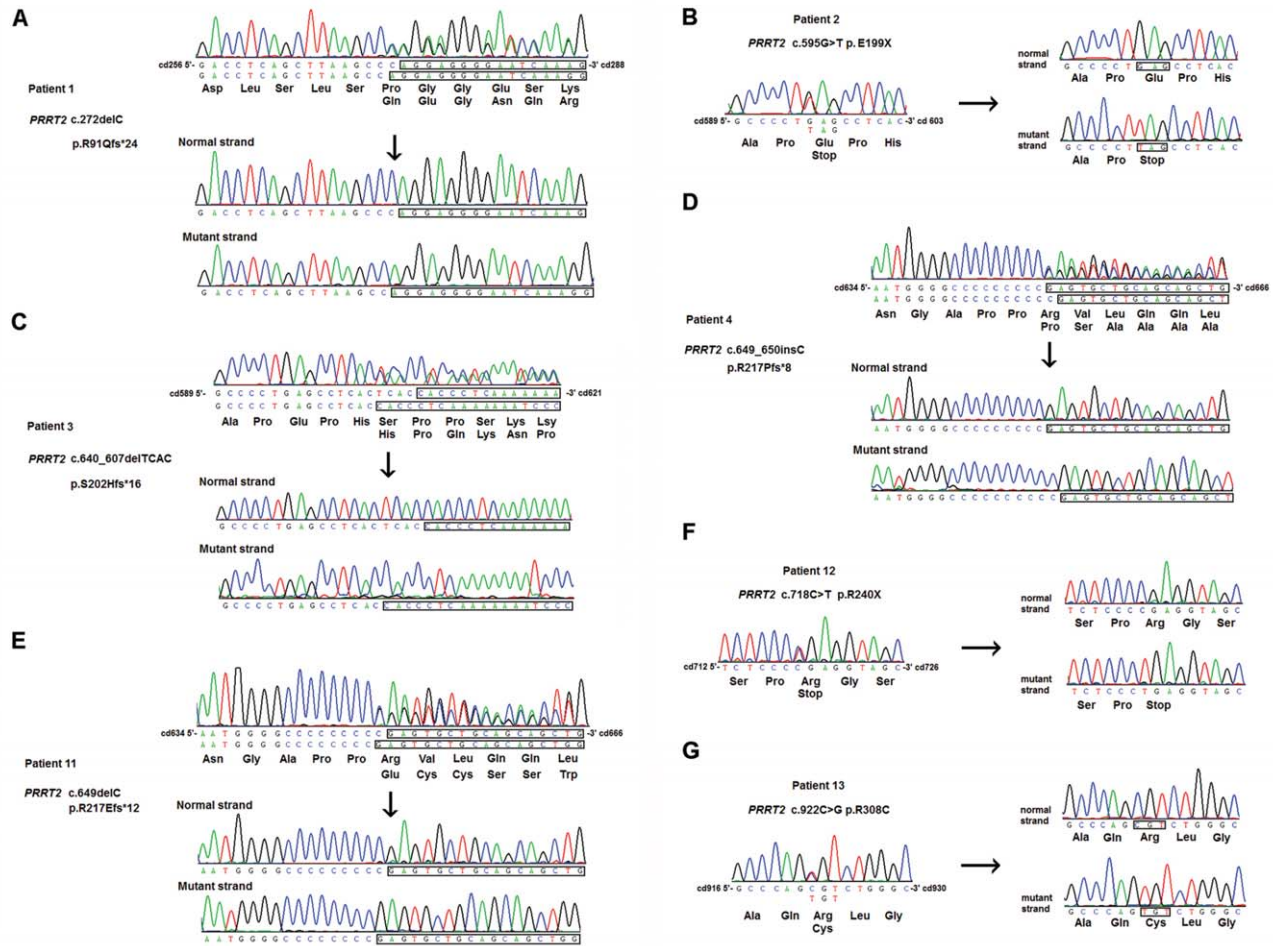 A
Patient 1
PRRT2 c.272delC
p.R91Qfs*24
cd256 5'- G A C C T C A G C T T A A G C C C A G G A G G G G A A T C A A A G -3' cd288
G A C C T C A G C T T A A G C C A G G A G G G G A A T C A A A G G
Asp Leu Ser Leu Ser Pro Gly Gly Glu Ser Lys
Gln Glu Gly Asn Gln Arg
Normal strand
G A C C T C A G C T T A A G C C C A G G A G G G G A A T C A A A G
Mutant strand
G A C C T C A G C T T A A G C C A G G A G G G G A A T C A A A G G
B
Patient 2
PRRT2 c.595G>T p. E199X
cd589 5'- G C C C C T G A G C C T C A C -3' cd 603
T A G
Ala Pro Glu Pro His
Stop
normal strand
G C C C C T G A G C C T C A C
Ala Pro Glu Pro His
mutant strand
G C C C C T T A G C C T C A C
Ala Pro Stop
C
Patient 3
PRRT2 c.640_607delTCAC
p.S202Hfs*16
cd589 5'- G C C C C T G A G C C T C A C T C A C C A C C C T C A A A A A A A -3' cd621
G C C C C T G A G C C T C A C C A C C C T C A A A A A A A T C C C
Ala Pro Glu Pro His Ser Pro Pro Ser Lys Lsy
His Pro Gln Lys Asn Pro
Normal strand
G C C C C T G A G C C T C A C T C A C C A C C C T C A A A A A A A
Mutant strand
G C C C C T G A G C C T C A C C A C C C T C A A A A A A A T C C C
D
Patient 4
PRRT2 c.649_650insC
p.R217Pfs*8
cd634 5'- A A T G G G G C C C C C C C C C G A G T G C T G C A G C A G C T G -3' cd666
A A T G G G G C C C C C C C C C C G A G T G C T G C A G C A G C T
Asn Gly Ala Pro Pro Arg Val Leu Gln Gln Leu
Pro Ser Ala Ala Ala Ala
Normal strand
A A T G G G G C C C C C C C C C G A G T G C T G C A G C A G C T G
Mutant strand
A A T G G G G C C C C C C C C C C G A G T G C T G C A G C A G C T
E
Patient 11
PRRT2 c.649delC
p.R217Efs*12
cd634 5'- A A T G G G G C C C C C C C C C G A G T G C T G C A G C A G C T G -3' cd666
A A T G G G G C C C C C C C C G A G T G C T G C A G C A G C T G G
Asn Gly Ala Pro Pro Arg Val Leu Gln Gln Leu
Glu Cys Cys Ser Ser Trp
Normal strand
A A T G G G G C C C C C C C C C G A G T G C T G C A G C A G C T G
Mutant strand
A A T G G G G C C C C C C C C G A G T G C T G C A G C A G C T G G
F
Patient 12
PRRT2 c.718C>T p.R240X
cd712 5'- T C T C C C C G A G G T A G C -3' cd726
Ser Pro Arg Gly Ser
Stop
normal strand
T C T C C C C G A G G T A G C
Ser Pro Arg Gly Ser
mutant strand
T C T C C C T G A G G T A G C
Ser Pro Stop
G
Patient 13
PRRT2 c.922C>G p.R308C
cd916 5'- G C C C A G C G T C T G G G C -3' cd930
T G T
Ala Gln Arg Leu Gly
Cys
normal strand
G C C C A G C G T C T G G G C
Ala Gln Arg Leu Gly
mutant strand
G C C C A G T G T C T G G G C
Ala Gln Cys Leu Gly